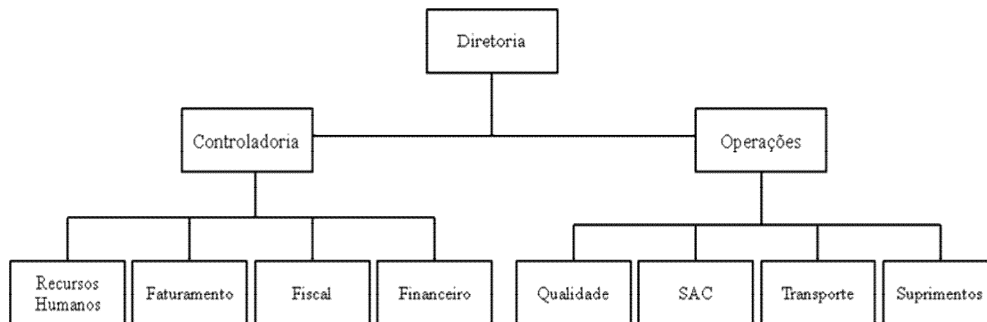 Diretoria
Controladoria
Operações
Recursos
Humanos
Faturamento
Fiscal
Financeiro
Qualidade
SAC
Transporte
Suprimentos